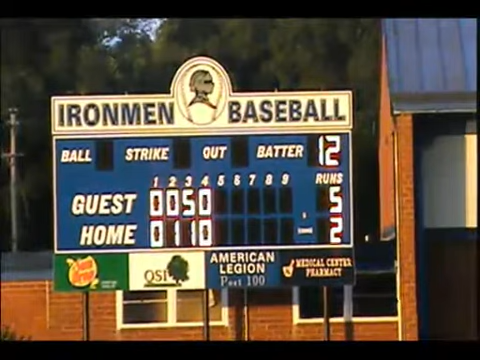 IRONMEN BASEBALL
BALL STRIKE OUT BATTER 12
1 2 3 4 5 6 7 8 9 RUNS
GUEST 0 0 5 0 5
HOME 0 1 1 0 2
QSI
AMERICAN
LEGION
Post 100
MEDICAL CENTER
PHARMACY